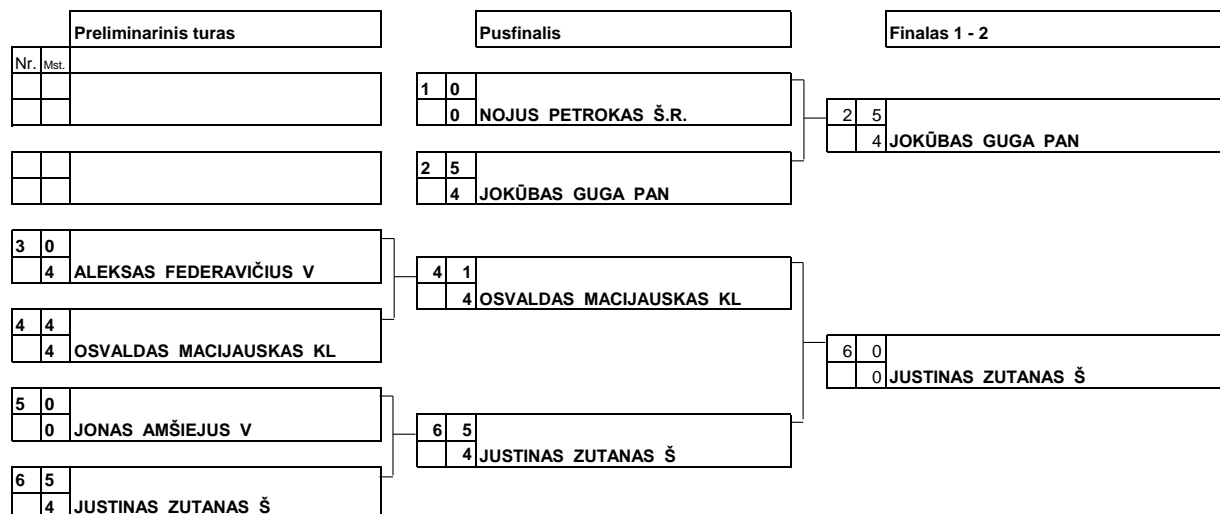 Preliminarinis turas Pusfinalis Finalas 1 - 2
Nr. Mst.
1 0
0 NOJUS PETROKAS Š.R.
2 5
4 JOKŪBAS GUGA PAN
2 5
4 JOKŪBAS GUGA PAN
3 0
4 ALEKSAS FEDERAVIČIUS V
4 1
4 OSVALDAS MACIJAUSKAS KL
4 4
4 OSVALDAS MACIJAUSKAS KL
6 0
0 JUSTINAS ZUTANAS Š
5 0
0 JONAS AMŠIEJUS V
6 5
4 JUSTINAS ZUTANAS Š
6 5
4 JUSTINAS ZUTANAS Š